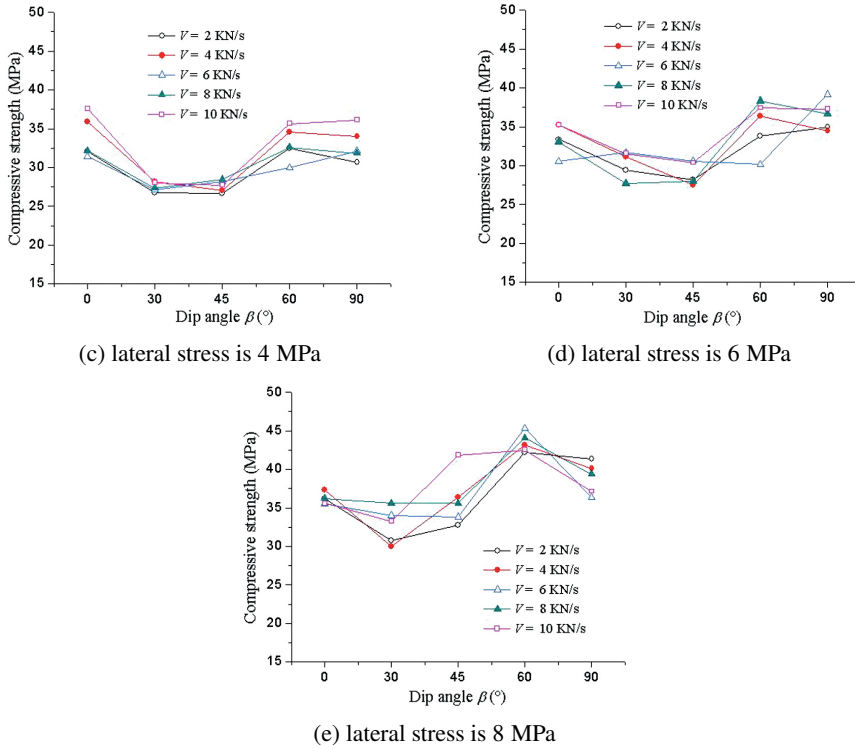 50
45
40
35
30
25
20
15
Compressive strength (MPa)
V = 2 KN/s
V = 4 KN/s
V = 6 KN/s
V = 8 KN/s
V = 10 KN/s
0 30 45 60 90
Dip angle β (°)
(c) lateral stress is 4 MPa
50
45
40
35
30
25
20
15
Compressive strength (MPa)
V = 2 KN/s
V = 4 KN/s
V = 6 KN/s
V = 8 KN/s
V = 10 KN/s
0 30 45 60 90
Dip angle β (°)
(d) lateral stress is 6 MPa
50
45
40
35
30
25
20
15
Compressive strength (MPa)
V = 2 KN/s
V = 4 KN/s
V = 6 KN/s
V = 8 KN/s
V = 10 KN/s
0 30 45 60 90
Dip angle β (°)
(e) lateral stress is 8 MPa